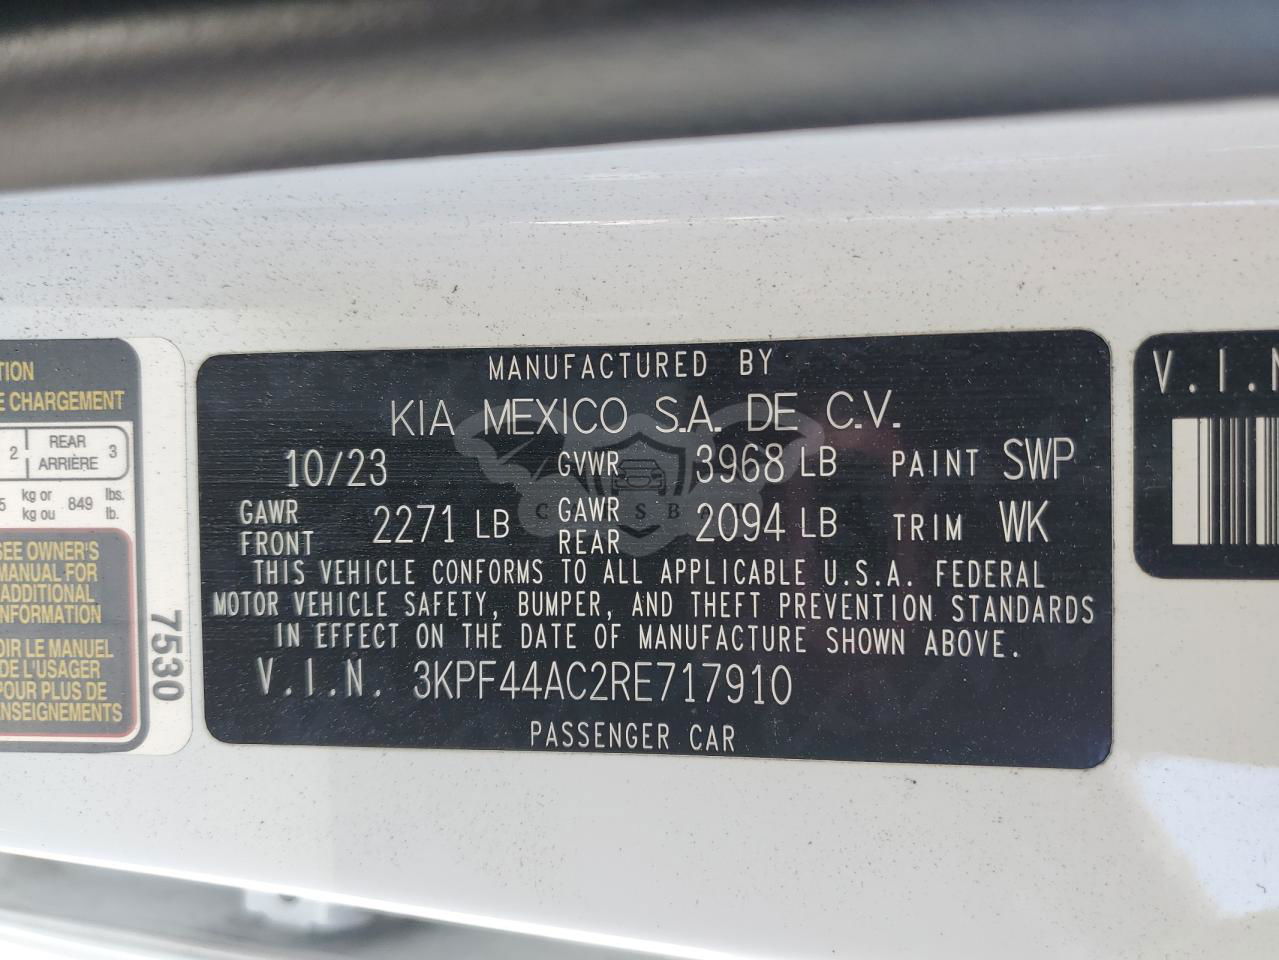 TION
E CHARGEMENT
2 REAR ARRIÈRE 3
5 kg or kg ou 849 lbs. lb.
SEE OWNER'S
MANUAL FOR
ADDITIONAL
INFORMATION
OIR LE MANUEL
DE L'USAGER
POUR PLUS DE
ENSEIGNEMENTS
7530
MANUFACTURED BY
KIA MEXICO S.A. DE C.V.
10/23 GVWR 3968 LB PAINT SWP
GAWR FRONT 2271 LB GAWR REAR 2094 LB TRIM WK
THIS VEHICLE CONFORMS TO ALL APPLICABLE U.S.A. FEDERAL
MOTOR VEHICLE SAFETY, BUMPER, AND THEFT PREVENTION STANDARDS
IN EFFECT ON THE DATE OF MANUFACTURE SHOWN ABOVE.
V.I.N. 3KPF44AC2RE717910
PASSENGER CAR
V.I.N